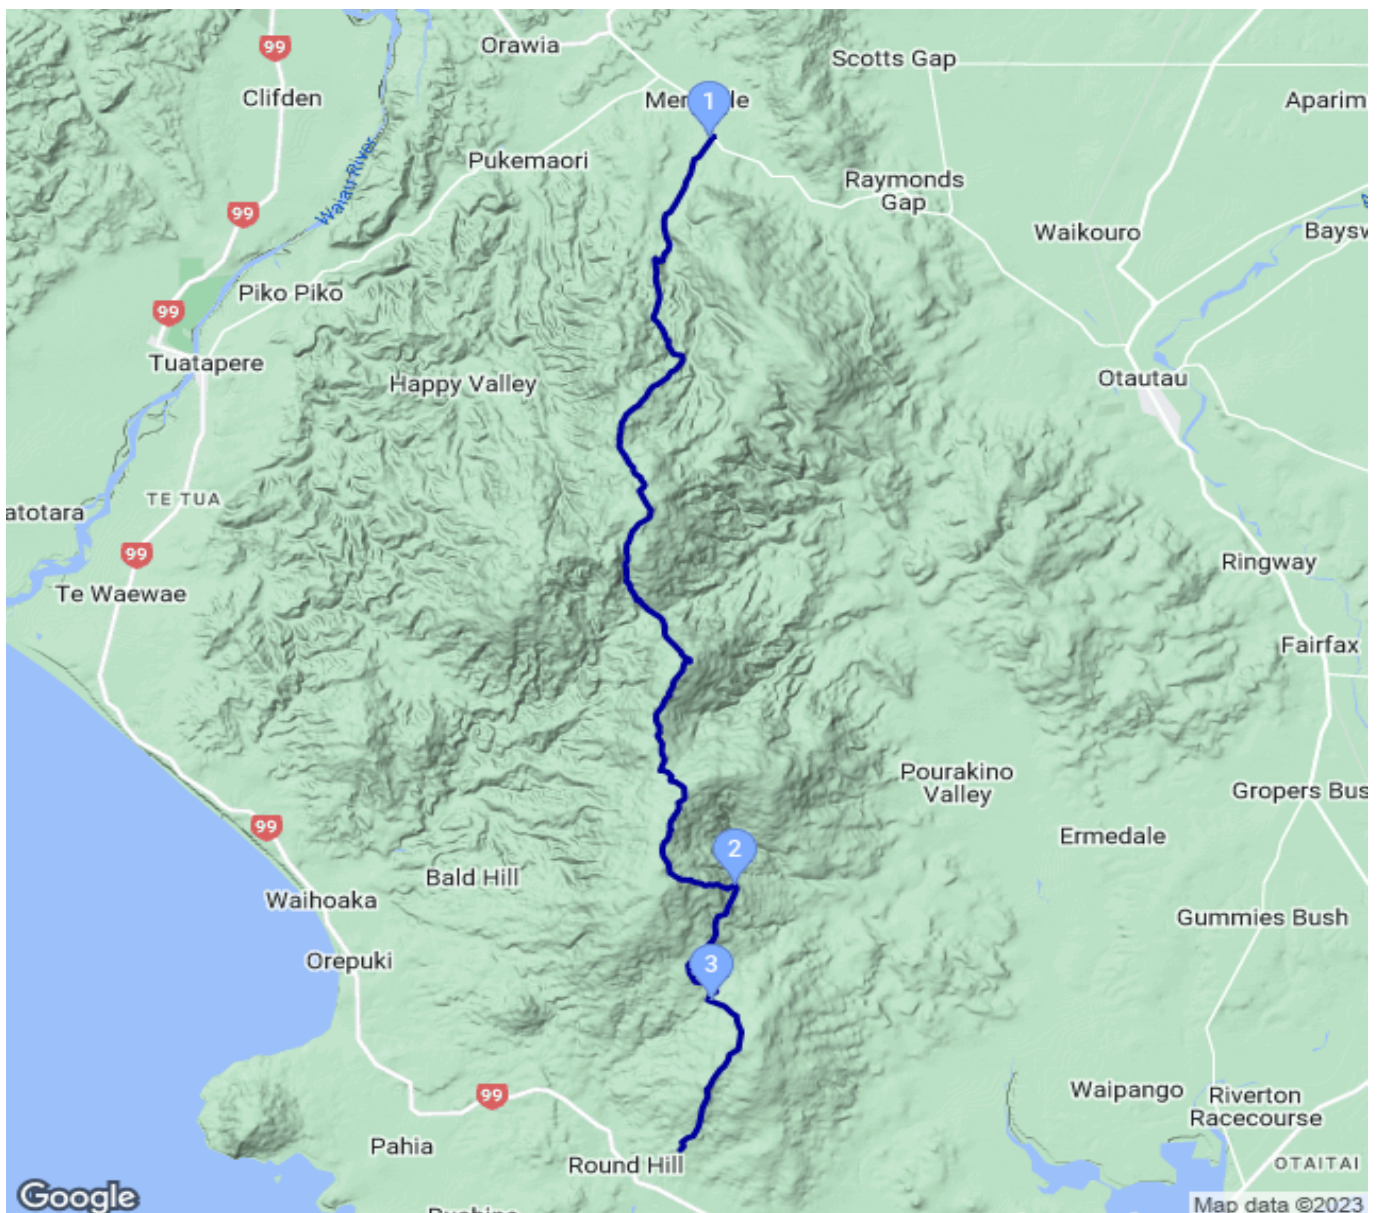 99
Orawia
Scotts Gap
Clifden
Mer
le
1
Aparim
Pukemaori
Waiau River
Raymonds
Gap
99
Waikouro
Baysw
Piko Piko
99
Tuatapere
Happy Valley
Otautau
TE TUA
atotara
99
Ringway
Te Waewae
Fairfax
Pourakino
Valley
Gropers Bus
99
Ermedale
2
Bald Hill
Waihoaka
Gummies Bush
Orepuki
3
99
Waipango
Riverton
Racecourse
Pahia
Round Hill
OTAITAI
Google
Map data ©2023